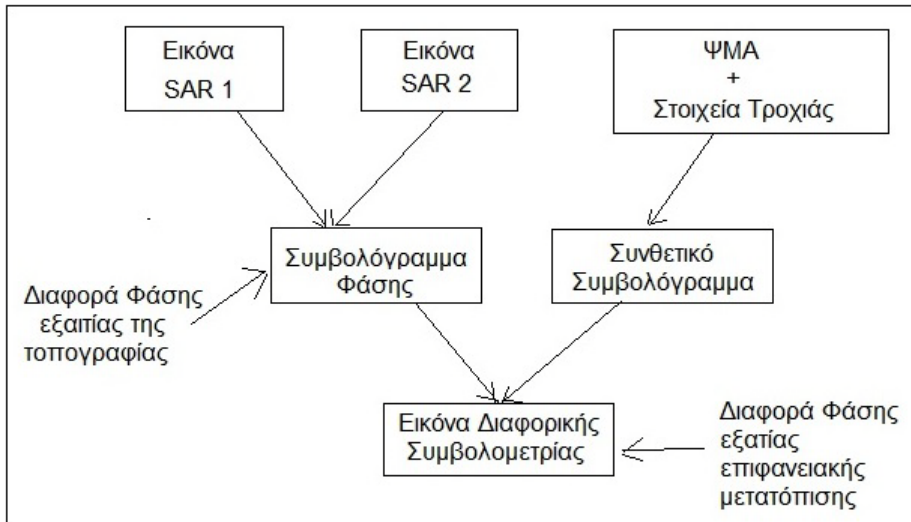 Εικόνα
SAR 1
Εικόνα
SAR 2
ΨΜΑ
+
Στοιχεία Τροχιάς
Συμβολόγραμμα
Φάσης
Συνθετικό
Συμβολόγραμμα
Διαφορά Φάσης
εξαιτίας της
τοπογραφίας
Εικόνα Διαφορικής
Συμβολομετρίας
Διαφορά Φάσης
εξατίας
επιφανειακής
μετατόπισης